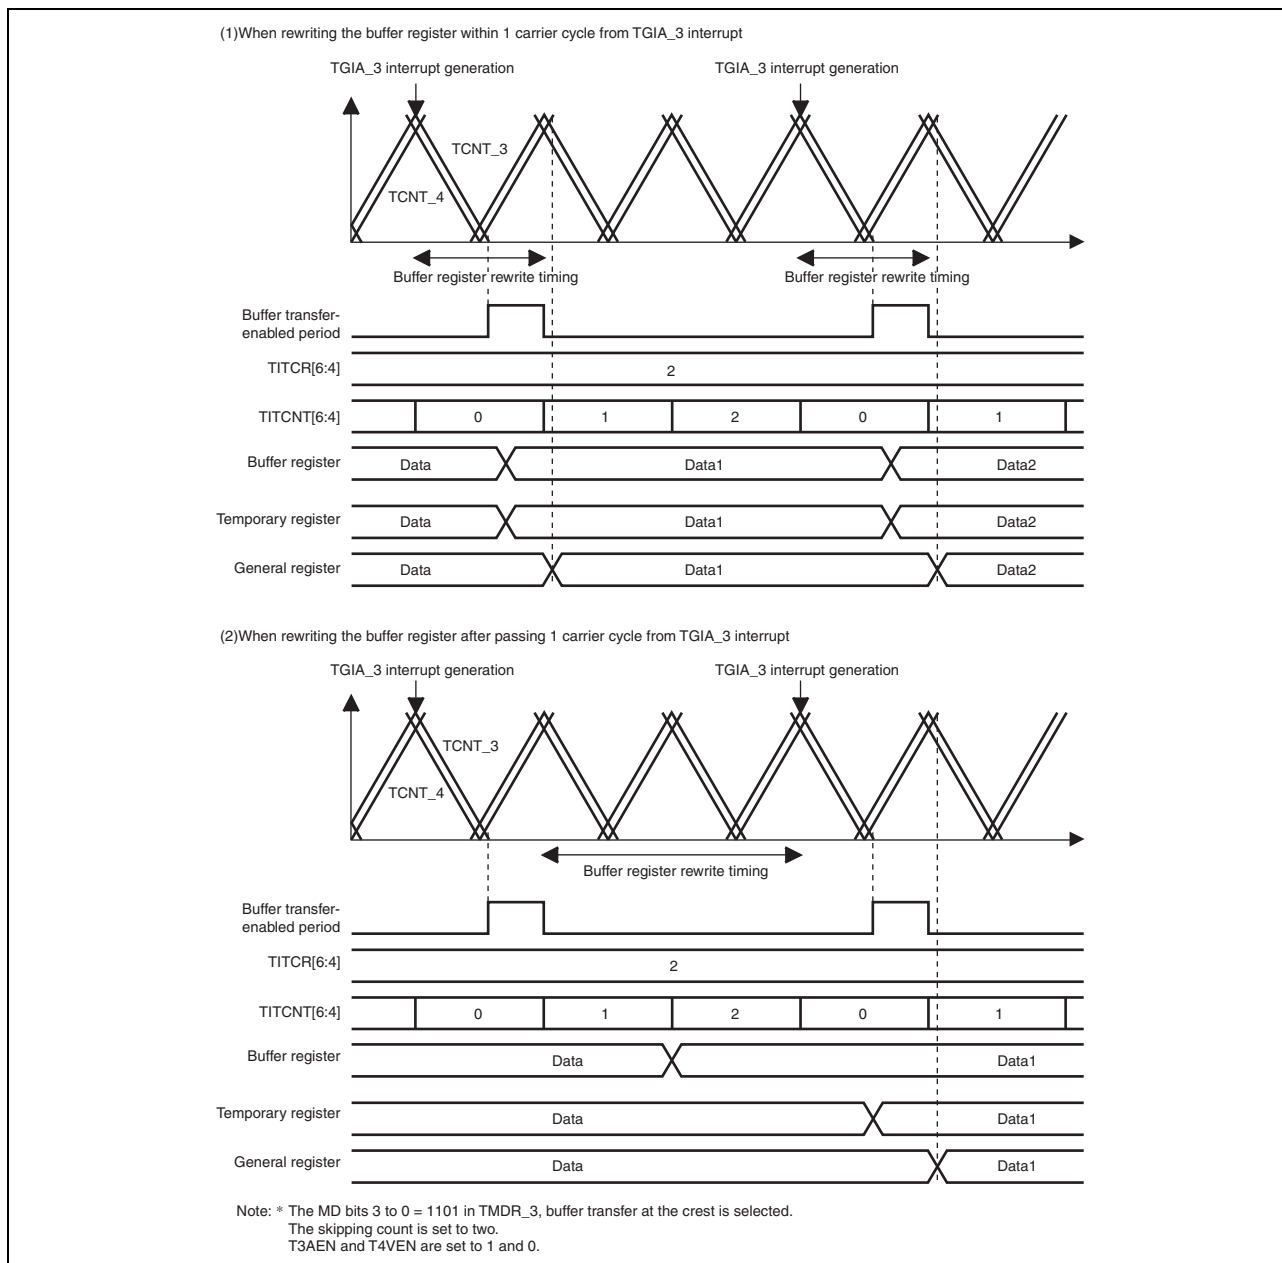 (1)When rewriting the buffer register within 1 carrier cycle from TGIA_3 interrupt
TGIA_3 interrupt generation
TGIA_3 interrupt generation
TCNT_3
TCNT_4
Buffer register rewrite timing
Buffer register rewrite timing
Buffer transfer-
enabled period
TITCR[6:4]
2
TITCNT[6:4]
0
1
2
0
1
Buffer register
Data
Data1
Data2
Temporary register
Data
Data1
Data2
General register
Data
Data1
Data2
(2)When rewriting the buffer register after passing 1 carrier cycle from TGIA_3 interrupt
TGIA_3 interrupt generation
TGIA_3 interrupt generation
TCNT_3
TCNT_4
Buffer register rewrite timing
Buffer transfer-
enabled period
TITCR[6:4]
2
TITCNT[6:4]
0
1
2
0
1
Buffer register
Data
Data1
Temporary register
Data
Data1
General register
Data
Data1
Note: * The MD bits 3 to 0 = 1101 in TMDR_3, buffer transfer at the crest is selected.
The skipping count is set to two.
T3AEN and T4VEN are set to 1 and 0.